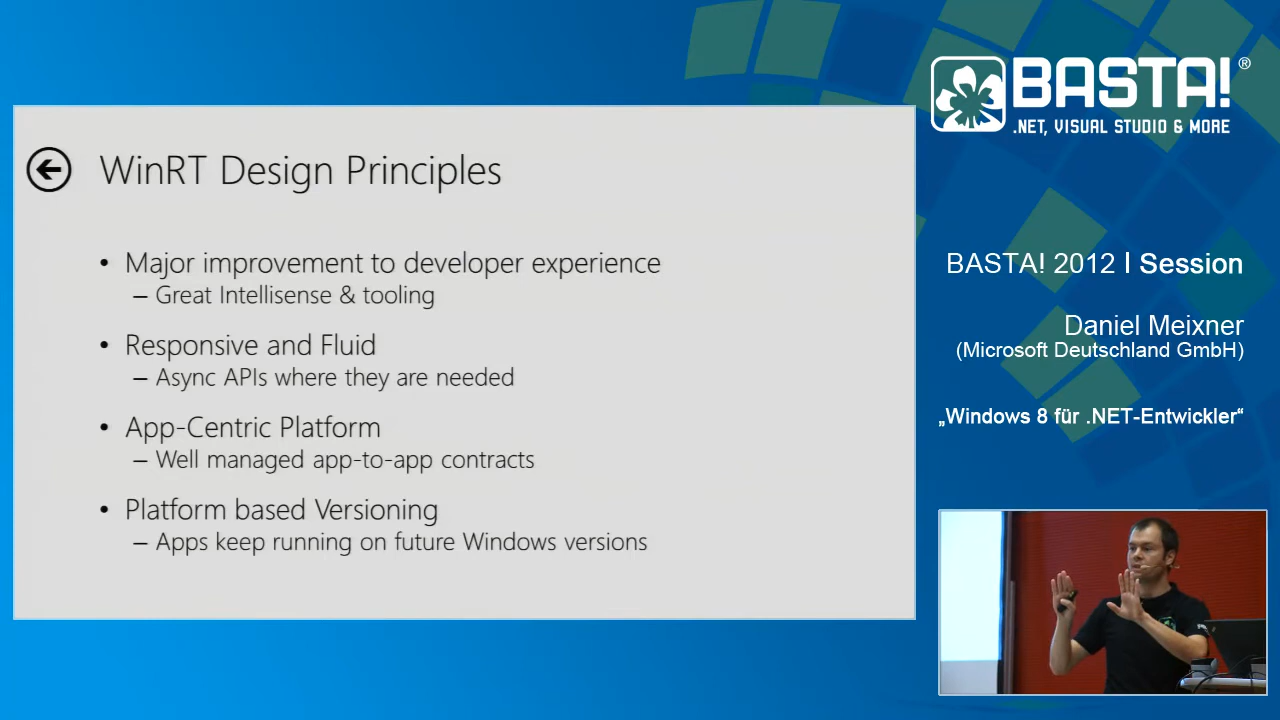 WinRT Design Principles
• Major improvement to developer experience
– Great Intellisense & tooling
• Responsive and Fluid
– Async APIs where they are needed
• App-Centric Platform
– Well managed app-to-app contracts
• Platform based Versioning
– Apps keep running on future Windows versions
BASTA!®
.NET, VISUAL STUDIO & MORE
BASTA! 2012 I Session
Daniel Meixner
(Microsoft Deutschland GmbH)
„Windows 8 für .NET-Entwickler“
BASTA!